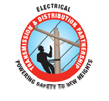 ELECTRICAL
TRANSMISSION & DISTRIBUTION PARTNERSHIP
POWERING SAFETY TO NEW HEIGHTS